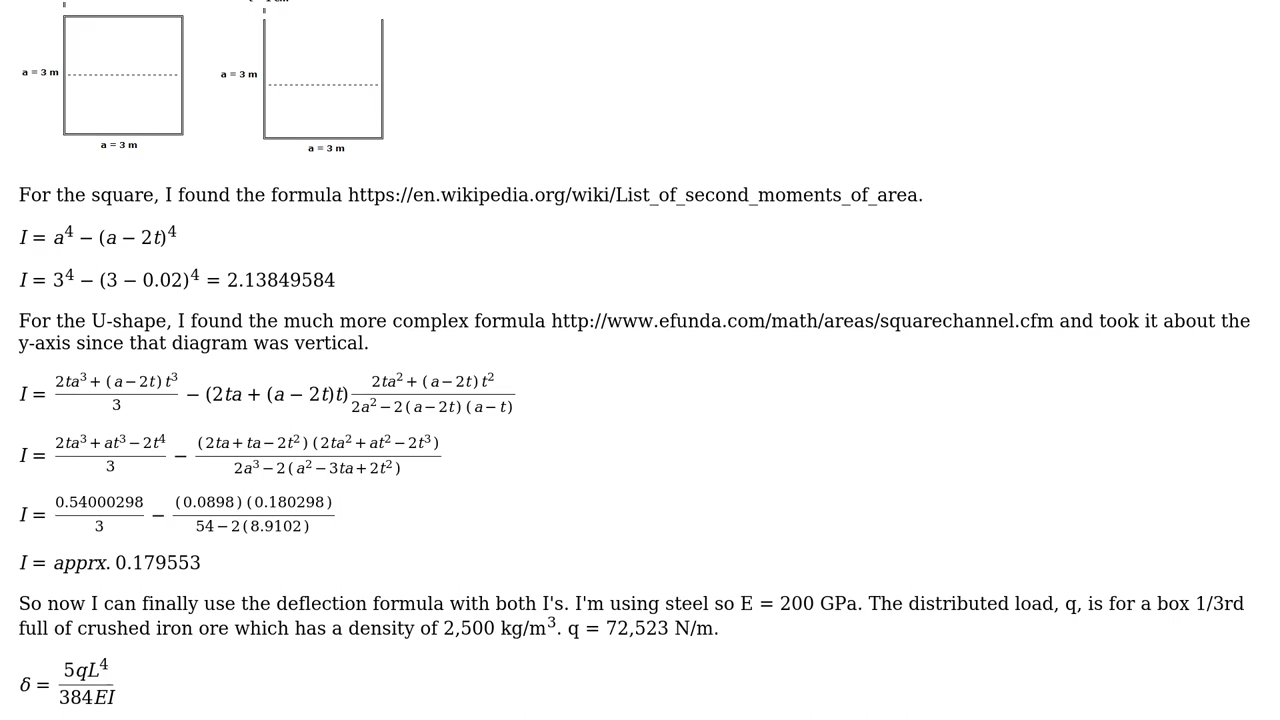 a = 3 m
a = 3 m
a = 3 m
a = 3 m
For the square, I found the formula https://en.wikipedia.org/wiki/List_of_second_moments_of_area.
I = a⁴ − (a − 2t)⁴
I = 3⁴ − (3 − 0.02)⁴ = 2.13849584
For the U-shape, I found the much more complex formula http://www.efunda.com/math/areas/squarechannel.cfm and took it about the
y-axis since that diagram was vertical.
I = (2ta³ + (a − 2t) t³)/3 − (2ta + (a − 2t)t) (2ta² + (a − 2t) t²)/(2a² − 2 (a − 2t) (a − t))
I = (2ta³ + at³ − 2t⁴)/3 − ((2ta + ta − 2t²) (2ta² + at² − 2t³))/(2a³ − 2 (a² − 3ta + 2t²))
I = 0.54000298/3 − ((0.0898) (0.180298))/(54 − 2 (8.9102))
I = apprx. 0.179553
So now I can finally use the deflection formula with both I's. I'm using steel so E = 200 GPa. The distributed load, q, is for a box 1/3rd
full of crushed iron ore which has a density of 2,500 kg/m³. q = 72,523 N/m.
δ = 5qL⁴/384EI